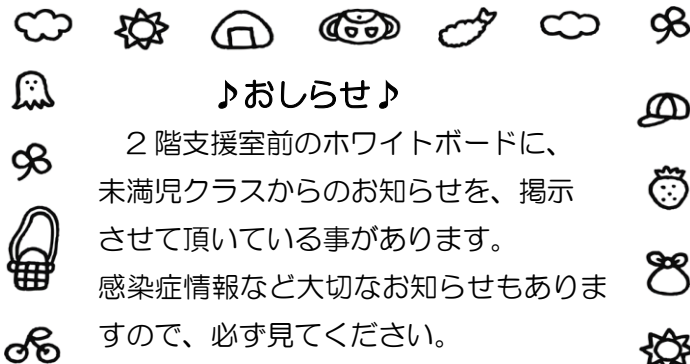 ♪おしらせ♪
2階支援室前のホワイトボードに、
未満児クラスからのお知らせを、掲示
させて頂いている事があります。
感染症情報など大切なお知らせもありま
すので、必ず見てください。